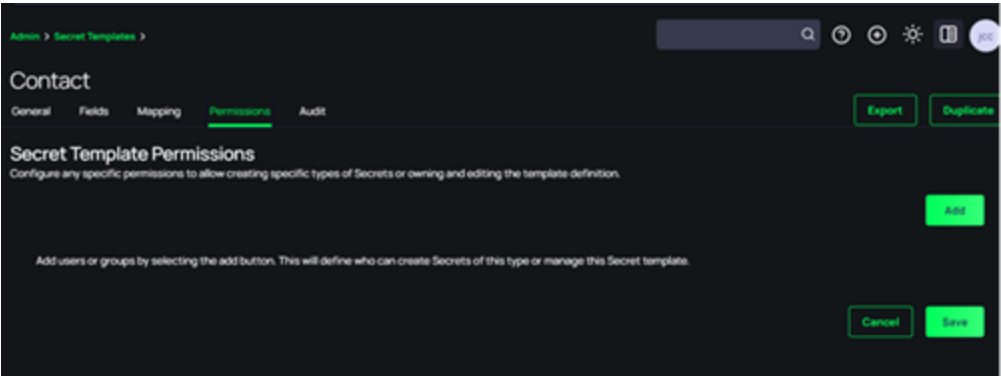 Admin > Secret Templates >
jcc
Contact
General Fields Mapping Permissions Audit
Export Duplicate
Secret Template Permissions
Configure any specific permissions to allow creating specific types of Secrets or owning and editing the template definition.
Add
Add users or groups by selecting the add button. This will define who can create Secrets of this type or manage this Secret template.
Cancel Save